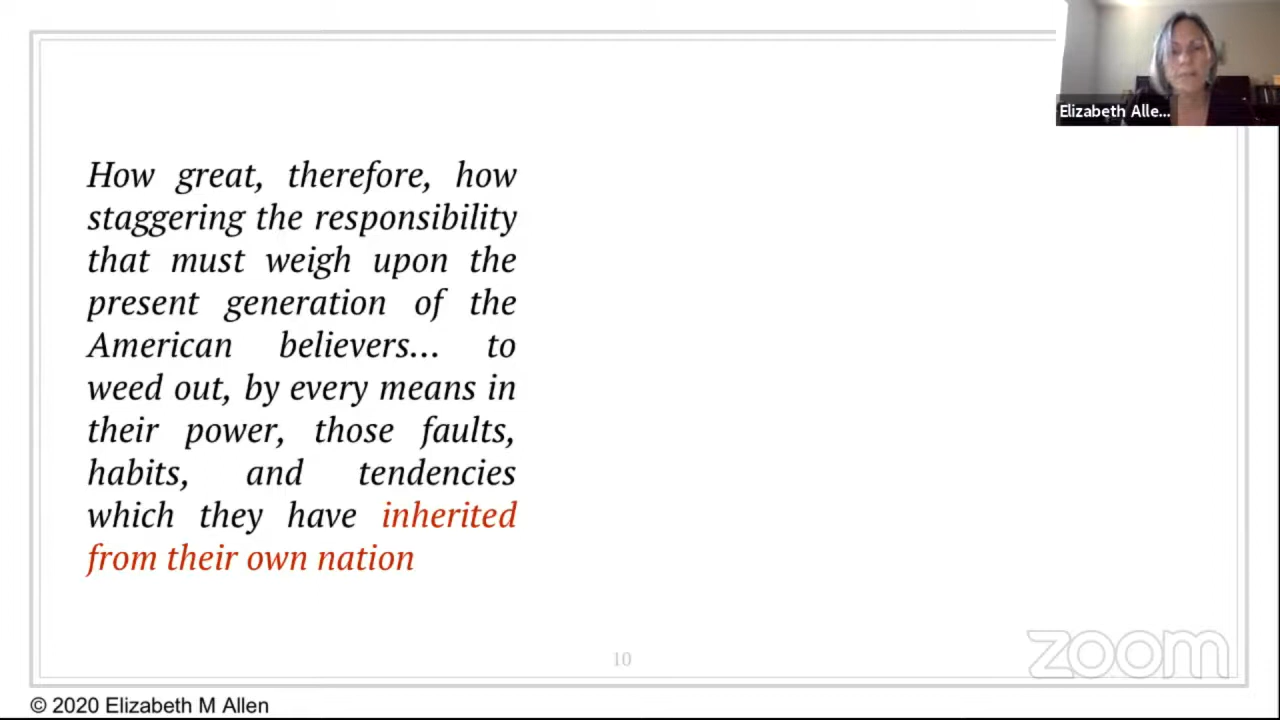 Elizabeth Alle...
How great, therefore, how
staggering the responsibility
that must weigh upon the
present generation of the
American believers... to
weed out, by every means in
their power, those faults,
habits, and tendencies
which they have inherited
from their own nation
zoom
10
© 2020 Elizabeth M Allen